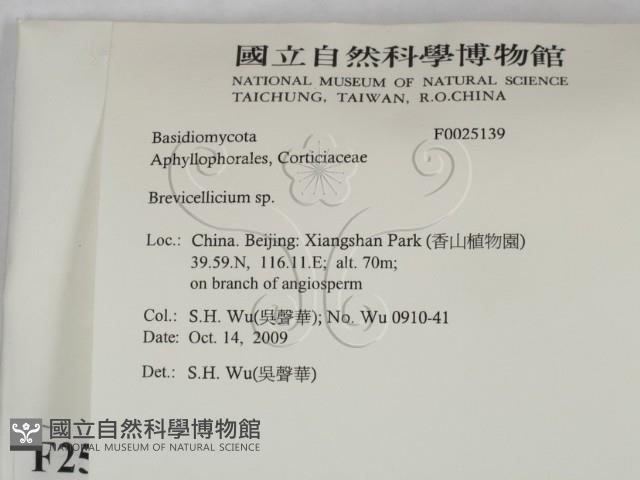 國立自然科學博物館
NATIONAL MUSEUM OF NATURAL SCIENCE
TAICHUNG, TAIWAN, R.O.CHINA
Basidiomycota F0025139
Aphyllophorales, Corticiaceae
Brevicellicium sp.
Loc.: China. Beijing: Xiangshan Park (香山植物園)
39.59.N, 116.11.E; alt. 70m;
on branch of angiosperm
Col.: S.H. Wu(吳聲華); No. Wu 0910-41
Date: Oct. 14, 2009
Det.: S.H. Wu(吳聲華)
國立自然科學博物館
NATIONAL MUSEUM OF NATURAL SCIENCE
F25